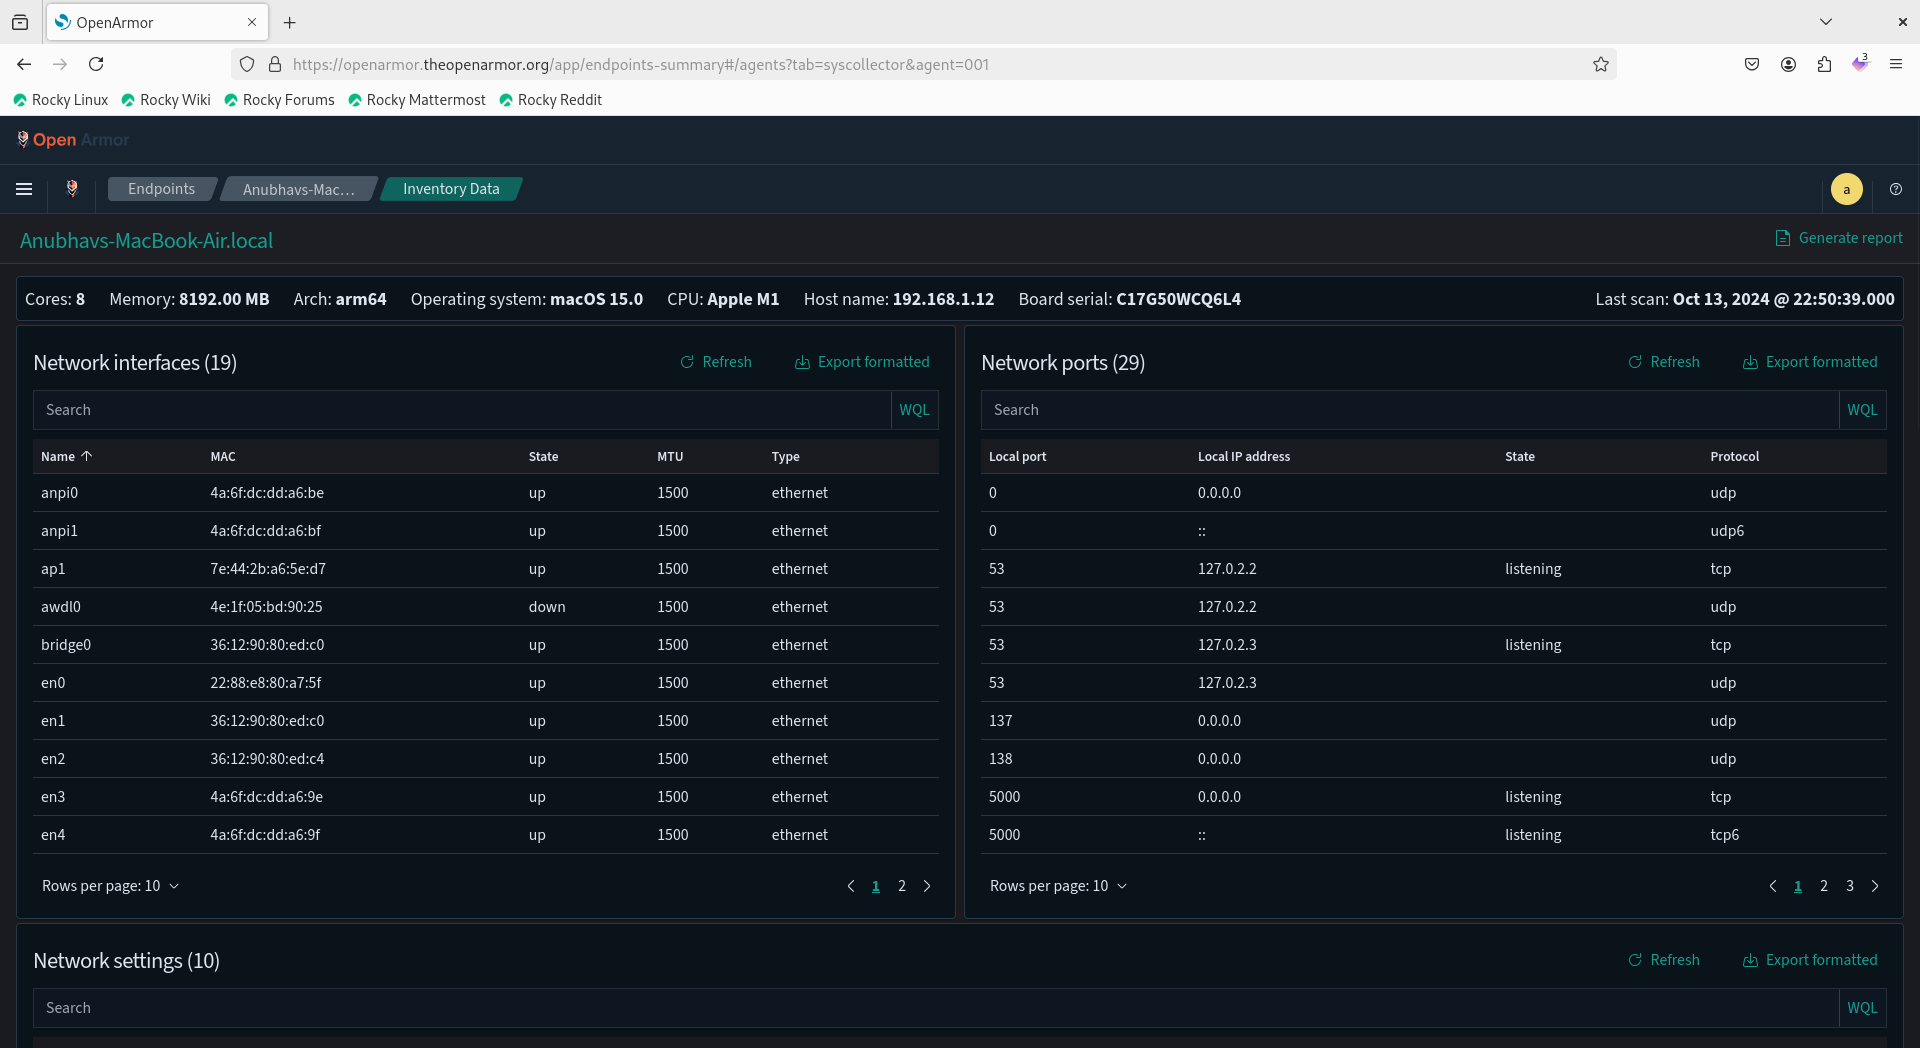 OpenArmor
https://openarmor.theopenarmor.org/app/endpoints-summary#/agents?tab=syscollector&agent=001
3
Rocky Linux Rocky Wiki Rocky Forums Rocky Mattermost Rocky Reddit
Open Armor
Endpoints Anubhavs-Mac... Inventory Data a
Anubhavs-MacBook-Air.local Generate report
Cores: 8 Memory: 8192.00 MB Arch: arm64 Operating system: macOS 15.0 CPU: Apple M1 Host name: 192.168.1.12 Board serial: C17G50WCQ6L4 Last scan: Oct 13, 2024 @ 22:50:39.000
Network interfaces (19) Refresh Export formatted
Search WQL
Name MAC State MTU Type
anpi0 4a:6f:dc:dd:a6:be up 1500 ethernet
anpi1 4a:6f:dc:dd:a6:bf up 1500 ethernet
ap1 7e:44:2b:a6:5e:d7 up 1500 ethernet
awdl0 4e:1f:05:bd:90:25 down 1500 ethernet
bridge0 36:12:90:80:ed:c0 up 1500 ethernet
en0 22:88:e8:80:a7:5f up 1500 ethernet
en1 36:12:90:80:ed:c0 up 1500 ethernet
en2 36:12:90:80:ed:c4 up 1500 ethernet
en3 4a:6f:dc:dd:a6:9e up 1500 ethernet
en4 4a:6f:dc:dd:a6:9f up 1500 ethernet
Rows per page: 10 1 2
Network ports (29) Refresh Export formatted
Search WQL
Local port Local IP address State Protocol
0 0.0.0.0 udp
0 :: udp6
53 127.0.2.2 listening tcp
53 127.0.2.2 udp
53 127.0.2.3 listening tcp
53 127.0.2.3 udp
137 0.0.0.0 udp
138 0.0.0.0 udp
5000 0.0.0.0 listening tcp
5000 :: listening tcp6
Rows per page: 10 1 2 3
Network settings (10) Refresh Export formatted
Search WQL